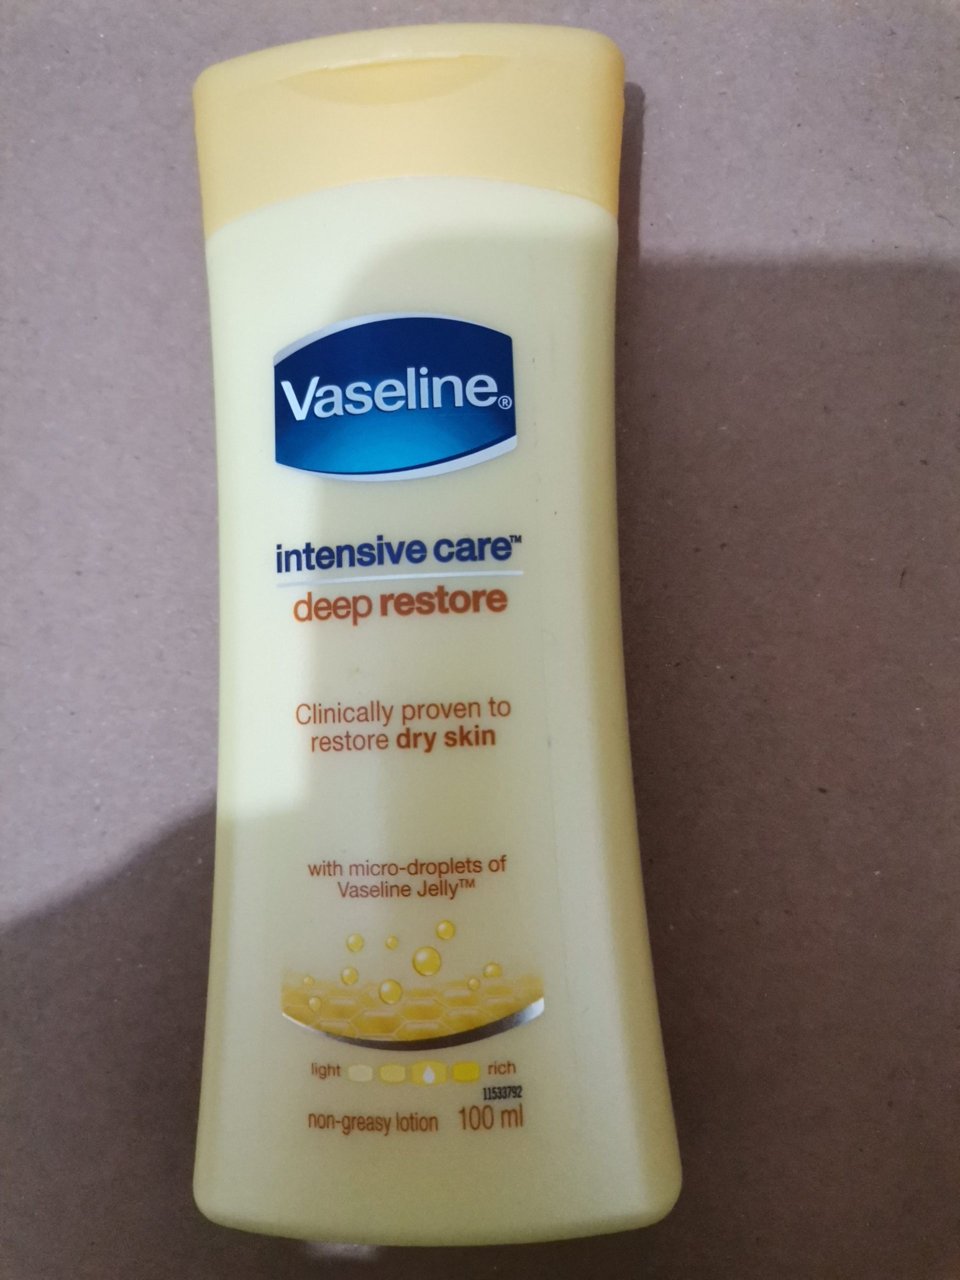 Vaseline®
intensive care™
deep restore
Clinically proven to
restore dry skin
with micro-droplets of
Vaseline Jelly™
light rich
11533792
non-greasy lotion 100 ml